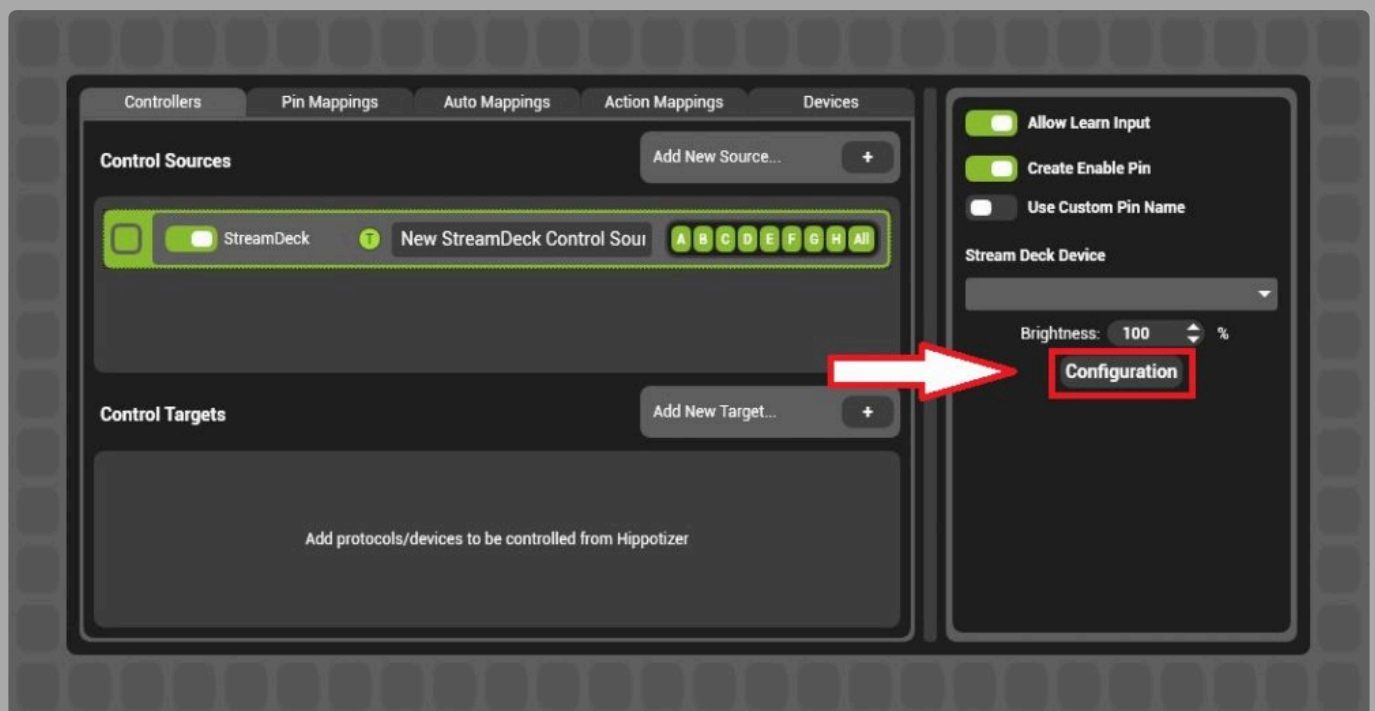 Controllers Pin Mappings Auto Mappings Action Mappings Devices
Control Sources Add New Source... +
StreamDeck T New StreamDeck Control Sour A B C D E F G H All
Control Targets Add New Target... +
Add protocols/devices to be controlled from Hippotizer
Allow Learn Input
Create Enable Pin
Use Custom Pin Name
Stream Deck Device
Brightness: 100 %
Configuration